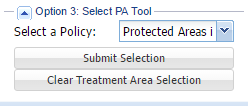 Option 3: Select PA Tool
Select a Policy: Protected Areas i
Submit Selection
Clear Treatment Area Selection